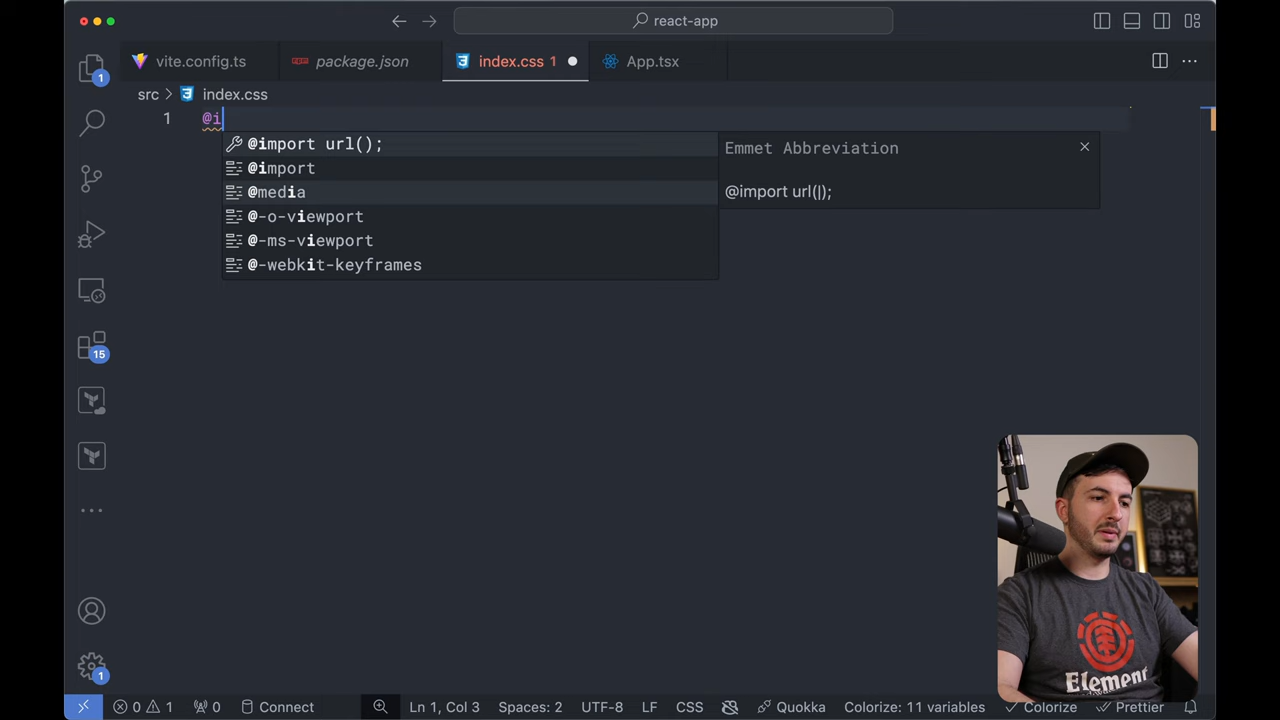 react-app
vite.config.ts
package.json
index.css 1
App.tsx
src > index.css
1
1 @i
@import url();
@import
@media
@-o-viewport
@-ms-viewport
@-webkit-keyframes
Emmet Abbreviation
@import url(|);
15
Element
1
0 1 0 Connect Ln 1, Col 3 Spaces: 2 UTF-8 LF CSS Quokka Colorize: 11 variables Colorize Prettier